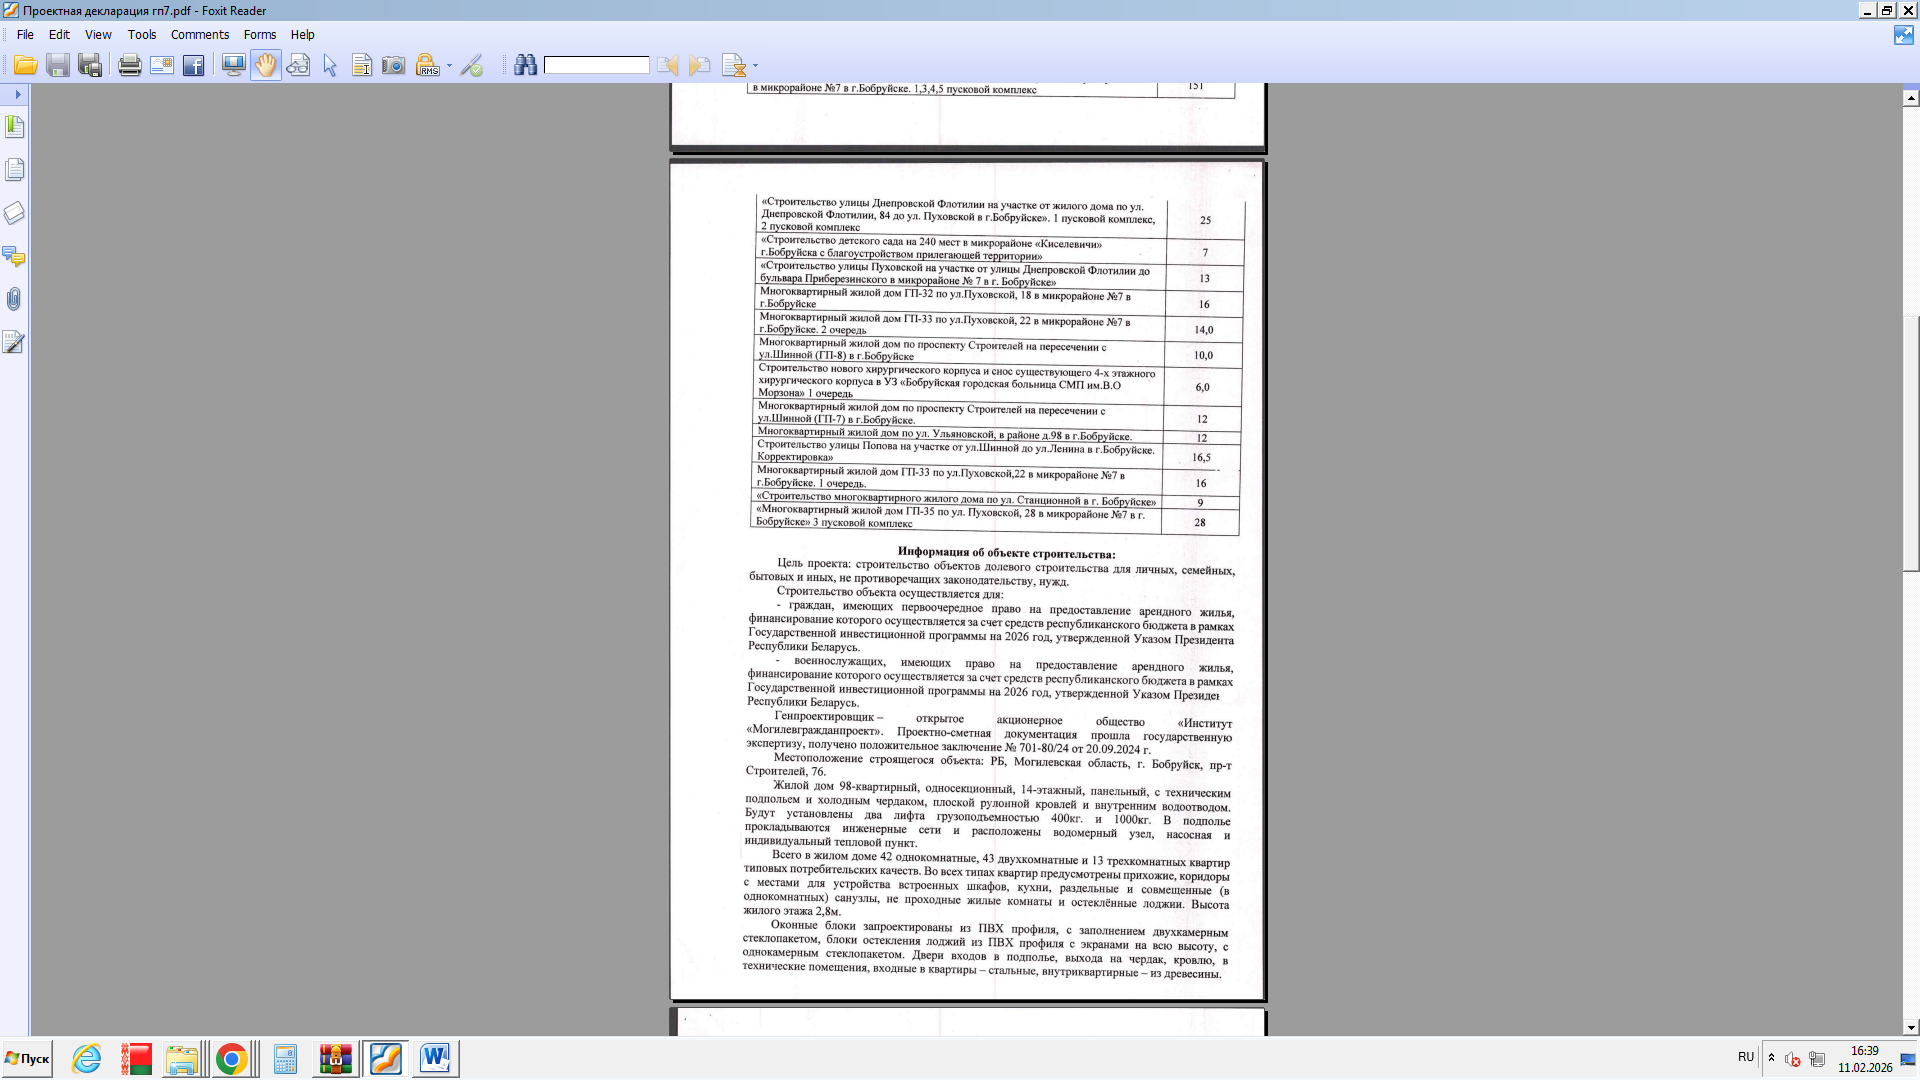 Проектная декларация гп7.pdf - Foxit Reader
File Edit View Tools Comments Forms Help
RMS
в микрорайоне №7 в г.Бобруйске. 1,3,4,5 пусковой комплекс 151
«Строительство улицы Днепровской Флотилии на участке от жилого дома по ул.
Днепровской Флотилии, 84 до ул. Пуховской в г.Бобруйске». 1 пусковой комплекс, 25
2 пусковой комплекс
«Строительство детского сада на 240 мест в микрорайоне «Киселевичи» 7
г.Бобруйска с благоустройством прилегающей территории»
«Строительство улицы Пуховской на участке от улицы Днепровской Флотилии до 13
бульвара Приберезинского в микрорайоне № 7 в г. Бобруйске»
Многоквартирный жилой дом ГП-32 по ул.Пуховской, 18 в микрорайоне №7 в 16
г.Бобруйске
Многоквартирный жилой дом ГП-33 по ул.Пуховской, 22 в микрорайоне №7 в 14,0
г.Бобруйске. 2 очередь
Многоквартирный жилой дом по проспекту Строителей на пересечении с 10,0
ул.Шинной (ГП-8) в г.Бобруйске
Строительство нового хирургического корпуса и снос существующего 4-х этажного
хирургического корпуса в УЗ «Бобруйская городская больница СМП им.В.О 6,0
Морзона» 1 очередь
Многоквартирный жилой дом по проспекту Строителей на пересечении с 12
ул.Шинной (ГП-7) в г.Бобруйске.
Многоквартирный жилой дом по ул. Ульяновской, в районе д.98 в г.Бобруйске. 12
Строительство улицы Попова на участке от ул.Шинной до ул.Ленина в г.Бобруйске. 16,5
Корректировка»
Многоквартирный жилой дом ГП-33 по ул.Пуховской,22 в микрорайоне №7 в 16
г.Бобруйске. 1 очередь.
«Строительство многоквартирного жилого дома по ул. Станционной в г. Бобруйске» 9
«Многоквартирный жилой дом ГП-35 по ул. Пуховской, 28 в микрорайоне №7 в г. 28
Бобруйске» 3 пусковой комплекс
Информация об объекте строительства:
Цель проекта: строительство объектов долевого строительства для личных, семейных,
бытовых и иных, не противоречащих законодательству, нужд.
Строительство объекта осуществляется для:
- граждан, имеющих первоочередное право на предоставление арендного жилья,
финансирование которого осуществляется за счет средств республиканского бюджета в рамках
Государственной инвестиционной программы на 2026 год, утвержденной Указом Президента
Республики Беларусь.
- военнослужащих, имеющих право на предоставление арендного жилья,
финансирование которого осуществляется за счет средств республиканского бюджета в рамках
Государственной инвестиционной программы на 2026 год, утвержденной Указом Президен
Республики Беларусь.
Генпроектировщик – открытое акционерное общество «Институт
«Могилевгражданпроект». Проектно-сметная документация прошла государственную
экспертизу, получено положительное заключение № 701-80/24 от 20.09.2024 г.
Местоположение строящегося объекта: РБ, Могилевская область, г. Бобруйск, пр-т
Строителей, 76.
Жилой дом 98-квартирный, односекционный, 14-этажный, панельный, с техническим
подпольем и холодным чердаком, плоской рулонной кровлей и внутренним водоотводом.
Будут установлены два лифта грузоподъемностью 400кг. и 1000кг. В подполье
прокладываются инженерные сети и расположены водомерный узел, насосная и
индивидуальный тепловой пункт.
Всего в жилом доме 42 однокомнатные, 43 двухкомнатные и 13 трехкомнатных квартир
типовых потребительских качеств. Во всех типах квартир предусмотрены прихожие, коридоры
с местами для устройства встроенных шкафов, кухни, раздельные и совмещенные (в
однокомнатных) санузлы, не проходные жилые комнаты и остеклённые лоджии. Высота
жилого этажа 2,8м.
Оконные блоки запроектированы из ПВХ профиля, с заполнением двухкамерным
стеклопакетом, блоки остекления лоджий из ПВХ профиля с экранами на всю высоту, с
однокамерным стеклопакетом. Двери входов в подполье, выхода на чердак, кровлю, в
технические помещения, входные в квартиры – стальные, внутриквартирные – из древесины.
Пуск
RU
16:39
11.02.2026